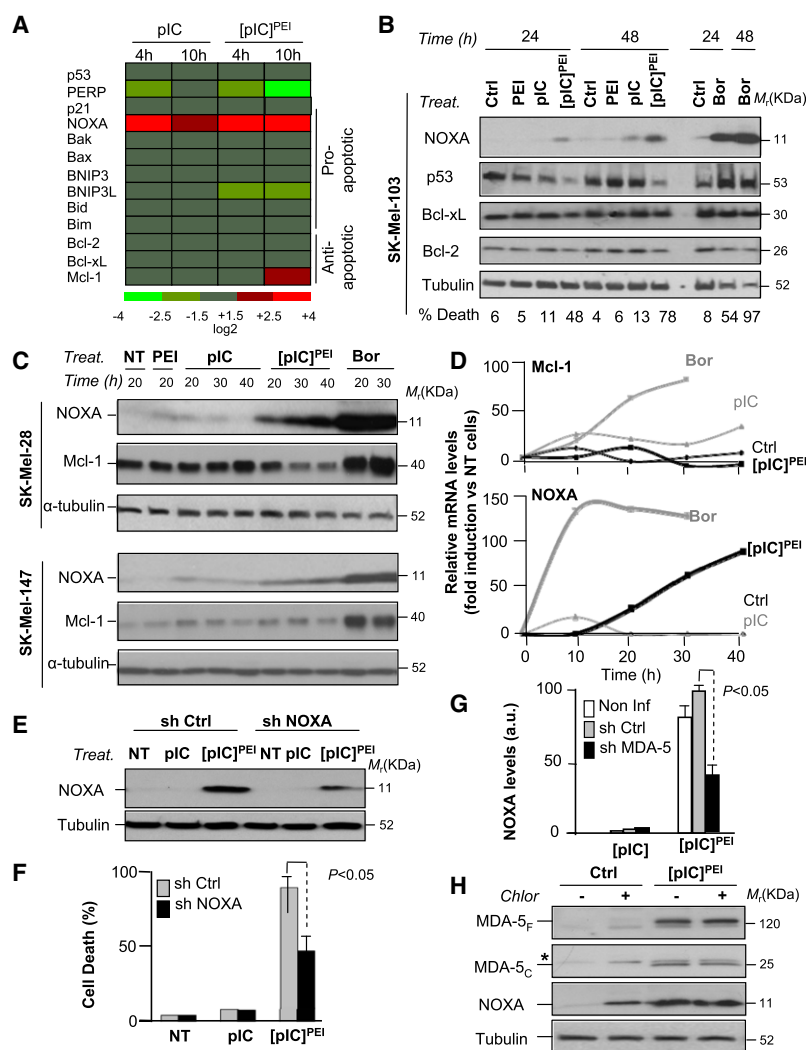 A
pIC [pIC]PEI
4h 10h 4h 10h
p53
PERP
p21
NOXA
Bak
Bax
BNIP3
BNIP3L
Bid
Bim
Bcl-2
Bcl-xL
Mcl-1
Pro-
apoptotic
Anti-
apoptotic
-4 -2.5 -1.5 +1.5 +2.5 +4
log2
B
Time (h) 24 48 24 48
Treat. Ctrl PEI pIC [pIC]PEI Ctrl PEI pIC [pIC]PEI Ctrl Bor Bor Mr(KDa)
SK-Mel-103
NOXA 11
p53 53
Bcl-xL 30
Bcl-2 26
Tubulin 52
% Death 6 5 11 48 4 6 13 78 8 54 97
C
Treat. NT PEI pIC [pIC]PEI Bor
Time (h) 20 20 20 30 40 20 30 40 20 30 Mr(KDa)
SK-Mel-28
NOXA 11
Mcl-1 40
α-tubulin 52
SK-Mel-147
NOXA 11
Mcl-1 40
α-tubulin 52
D
Relative mRNA levels
(fold induction vs NT cells)
Mcl-1
100
50
0
Bor
pIC
Ctrl
[pIC]PEI
NOXA
150
100
50
0
Bor
[pIC]PEI
Ctrl
pIC
0 10 20 30 40
Time (h)
E
sh Ctrl sh NOXA
Treat. NT pIC [pIC]PEI NT pIC [pIC]PEI Mr(KDa)
NOXA 11
Tubulin 52
F
Cell Death (%)
100
50
0
sh Ctrl
sh NOXA
P<0.05
NT pIC [pIC]PEI
G
NOXA levels (a.u.)
100
50
0
Non Inf
sh Ctrl
sh MDA-5
P<0.05
[pIC] [pIC]PEI
H
Ctrl [pIC]PEI
Chlor - + - + Mr(KDa)
MDA-5F 120
MDA-5C * 25
NOXA 11
Tubulin 52